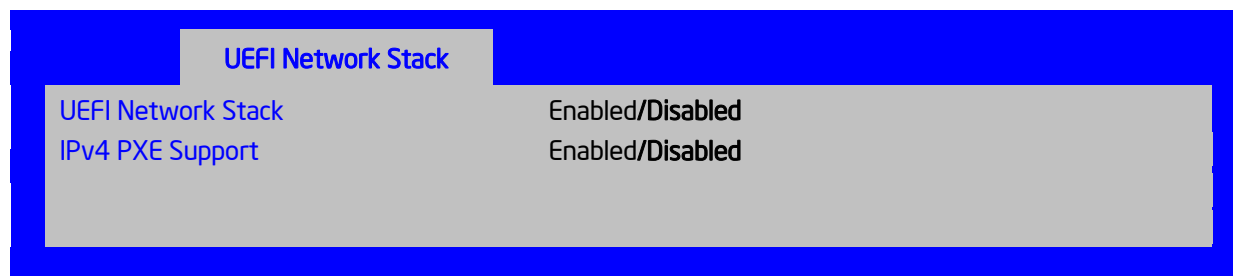 UEFI Network Stack
UEFI Network Stack Enabled/Disabled
IPv4 PXE Support Enabled/Disabled